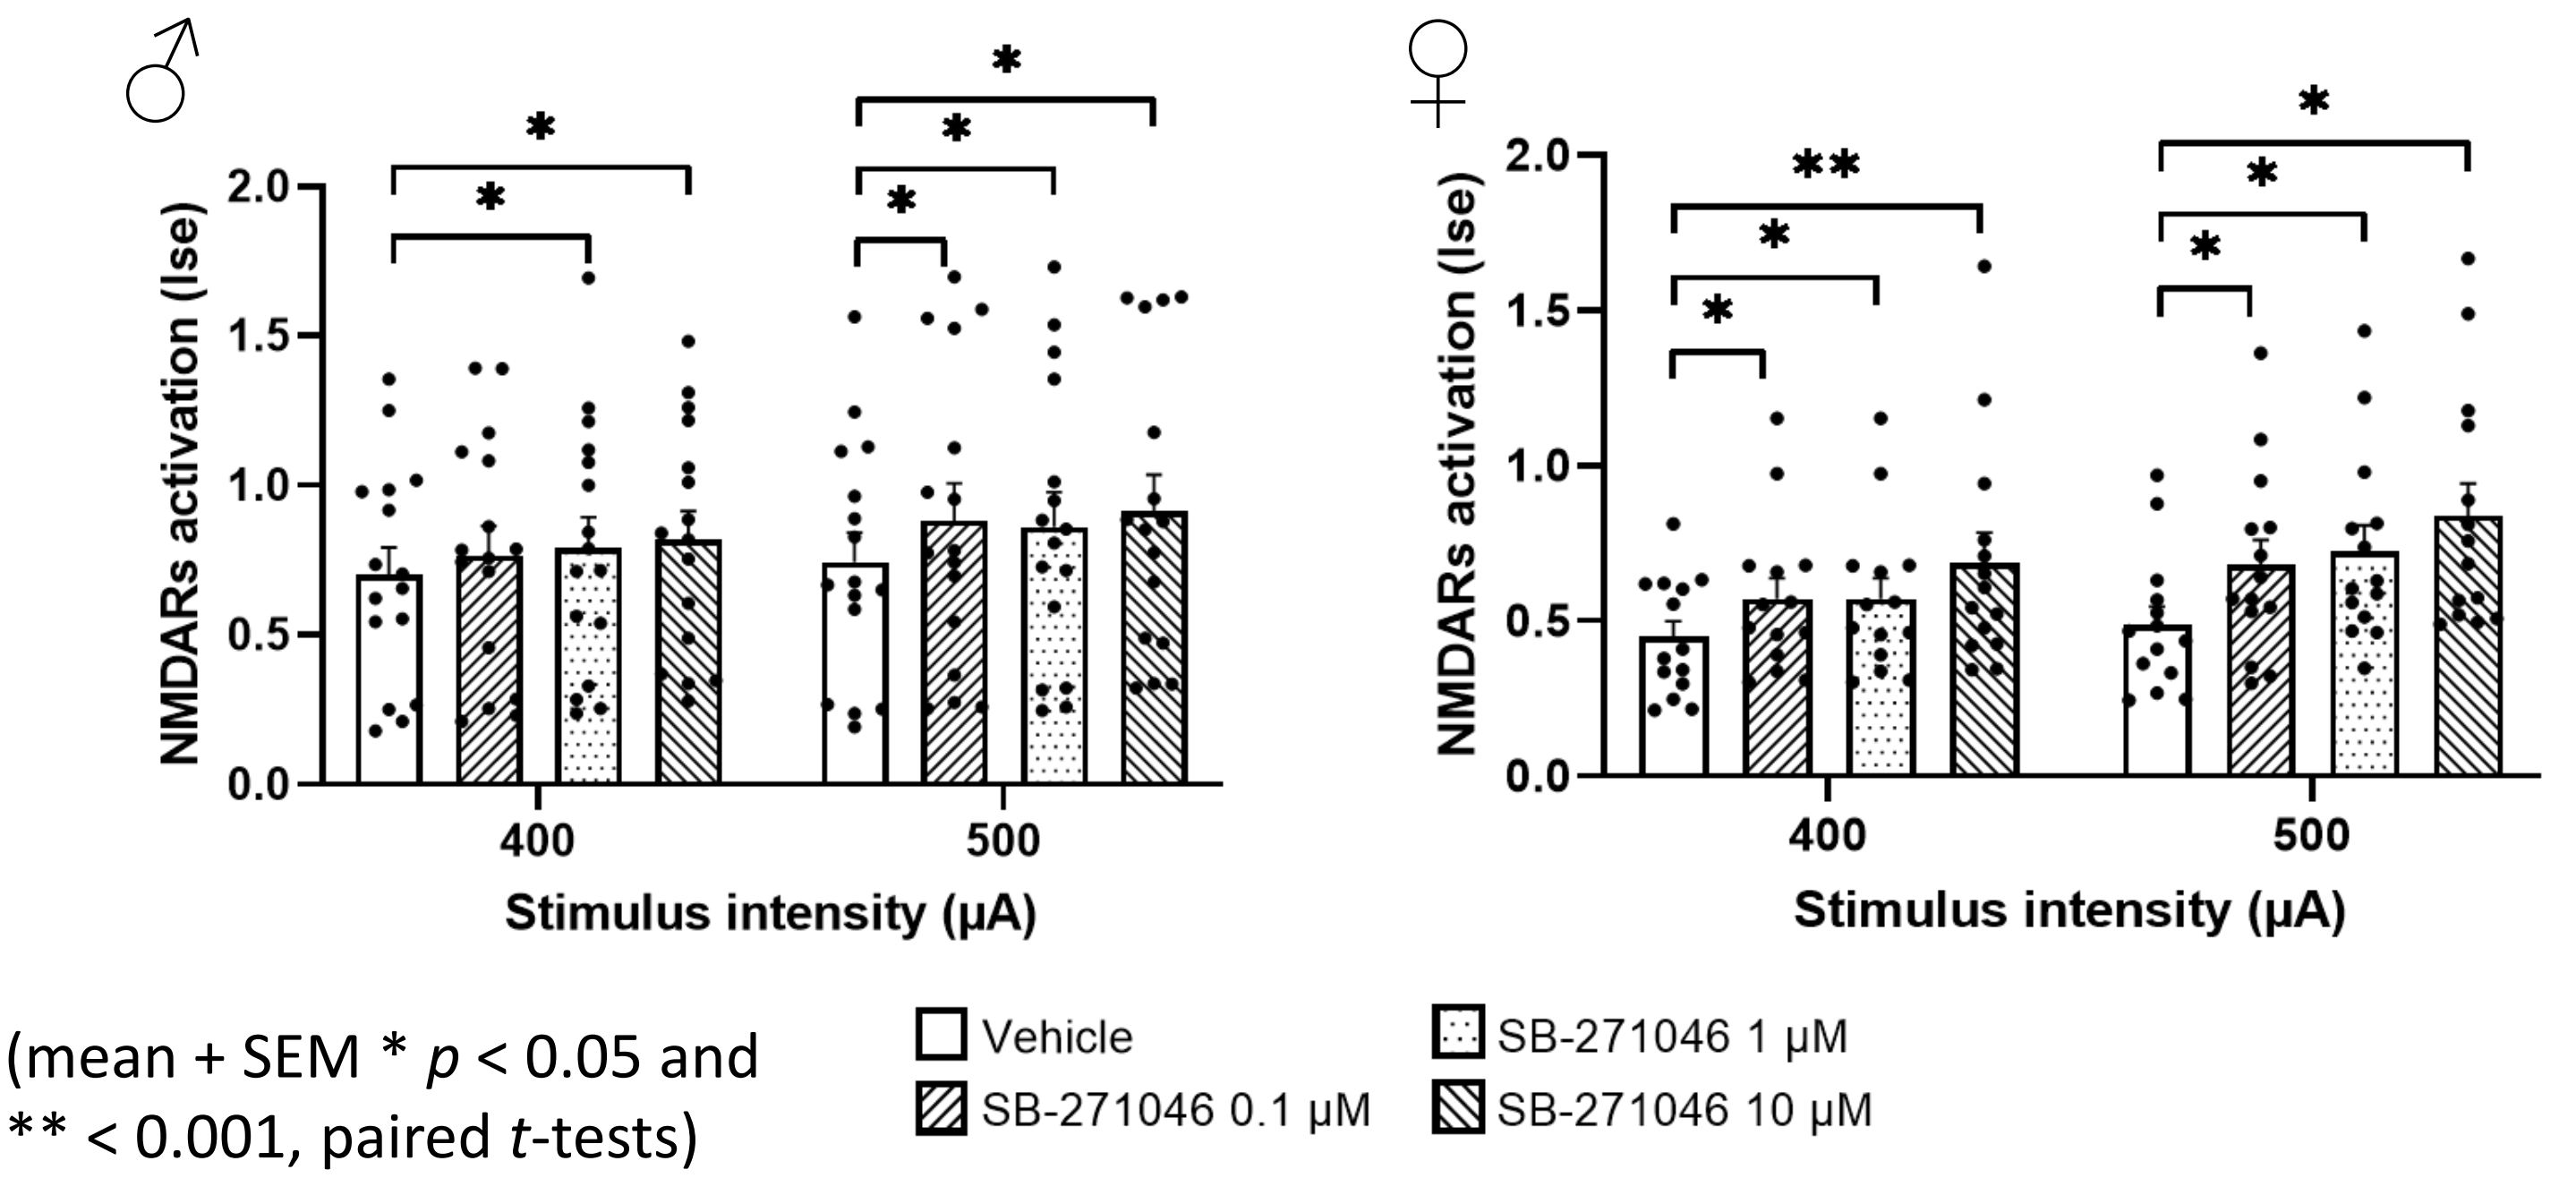 ♂
*
*
*
*
*
NMDARs activation (Ise)
2.0
1.5
1.0
0.5
0.0
400
500
Stimulus intensity (µA)
♀
**
*
*
*
*
*
NMDARs activation (Ise)
2.0
1.5
1.0
0.5
0.0
400
500
Stimulus intensity (µA)
(mean + SEM * p < 0.05 and
** < 0.001, paired t-tests)
Vehicle
SB-271046 0.1 µM
SB-271046 1 µM
SB-271046 10 µM